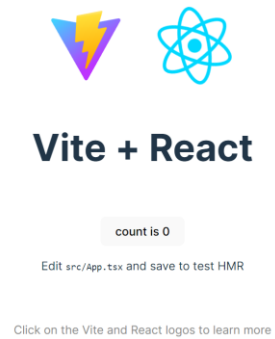 Vite + React
count is 0
Edit src/App.tsx and save to test HMR
Click on the Vite and React logos to learn more